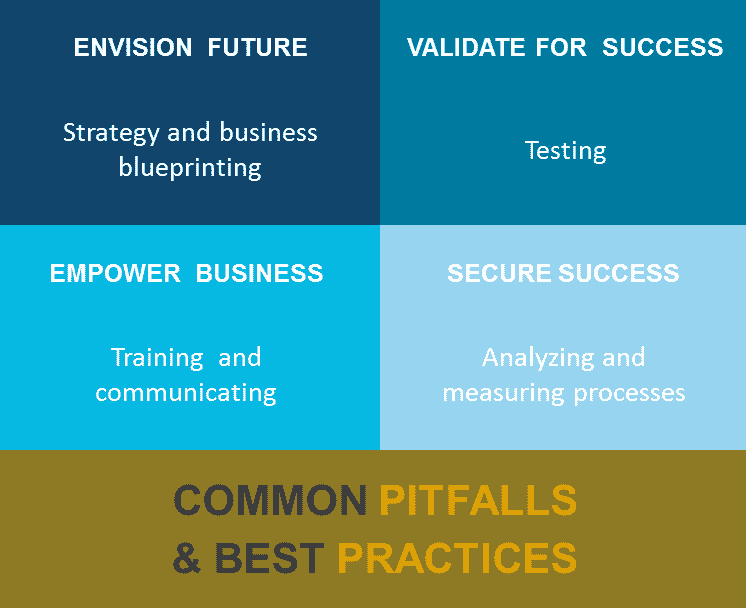 ENVISION FUTURE
Strategy and business
blueprinting
VALIDATE FOR SUCCESS
Testing
EMPOWER BUSINESS
Training and
communicating
SECURE SUCCESS
Analyzing and
measuring processes
COMMON PITFALLS
& BEST PRACTICES